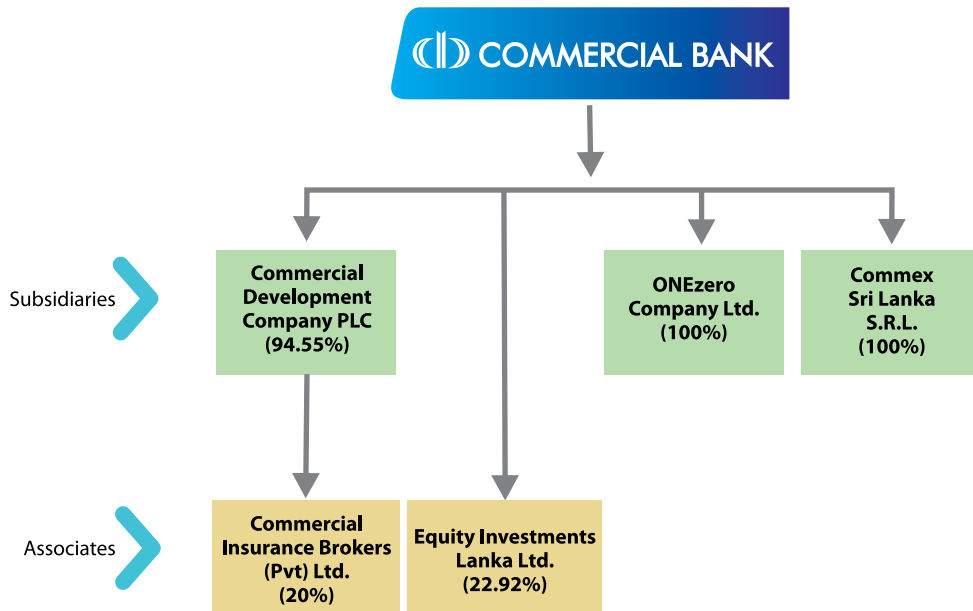 COMMERCIAL BANK
Subsidiaries
Commercial
Development
Company PLC
(94.55%)
ONEzero
Company Ltd.
(100%)
Commex
Sri Lanka
S.R.L.
(100%)
Associates
Commercial
Insurance Brokers
(Pvt) Ltd.
(20%)
Equity Investments
Lanka Ltd.
(22.92%)